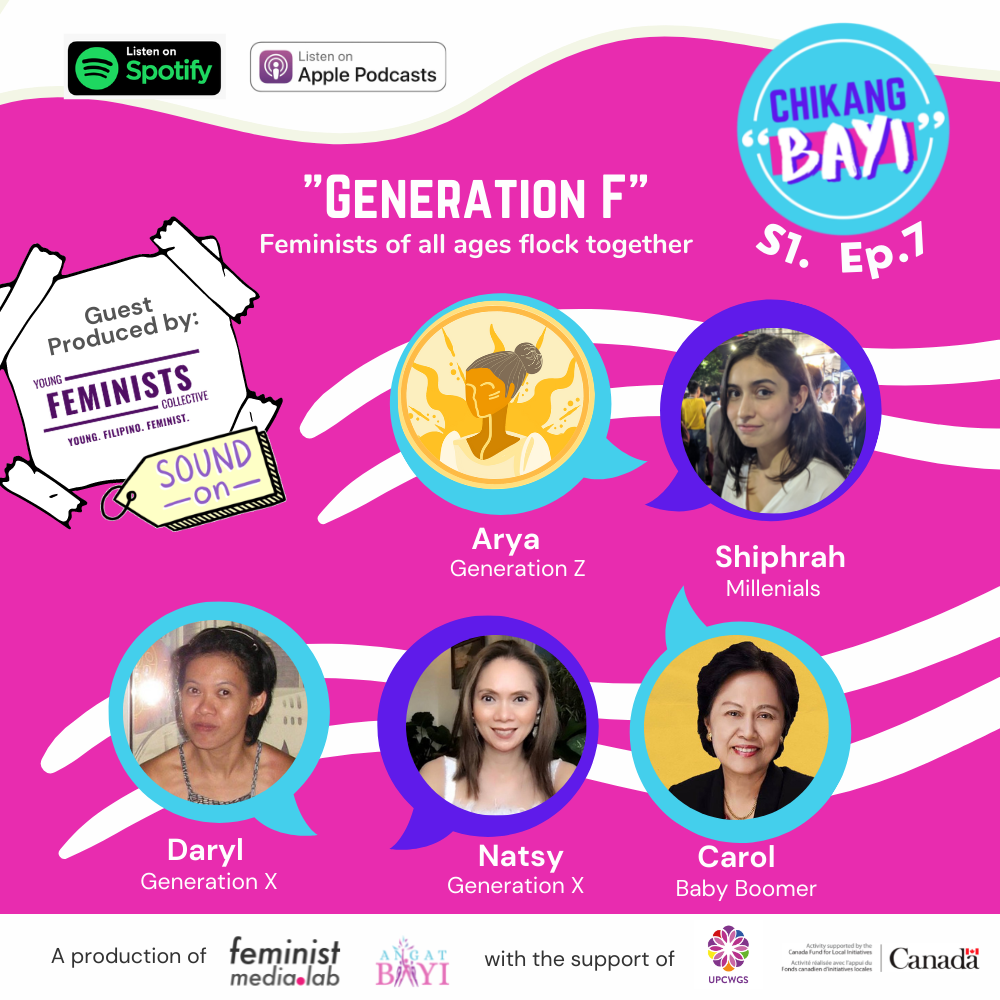 Listen on
Spotify
Listen on
Apple Podcasts
CHIKANG
"BAYI"
S1. Ep.7
"GENERATION F"
Feminists of all ages flock together
Guest
Produced by:
YOUNG
FEMINISTS
COLLECTIVE
YOUNG. FILIPINO. FEMINIST.
SOUND
on
Arya
Generation Z
Shiphrah
Millenials
Daryl
Generation X
Natsy
Generation X
Carol
Baby Boomer
A production of
feminist
media.lab
ANGAT
BAYI
with the support of
UPCWGS
Activity supported by the
Canada Fund for Local Initiatives
Activité réalisée avec l'appui du
Fonds canadien d'initiatives locales
Canada